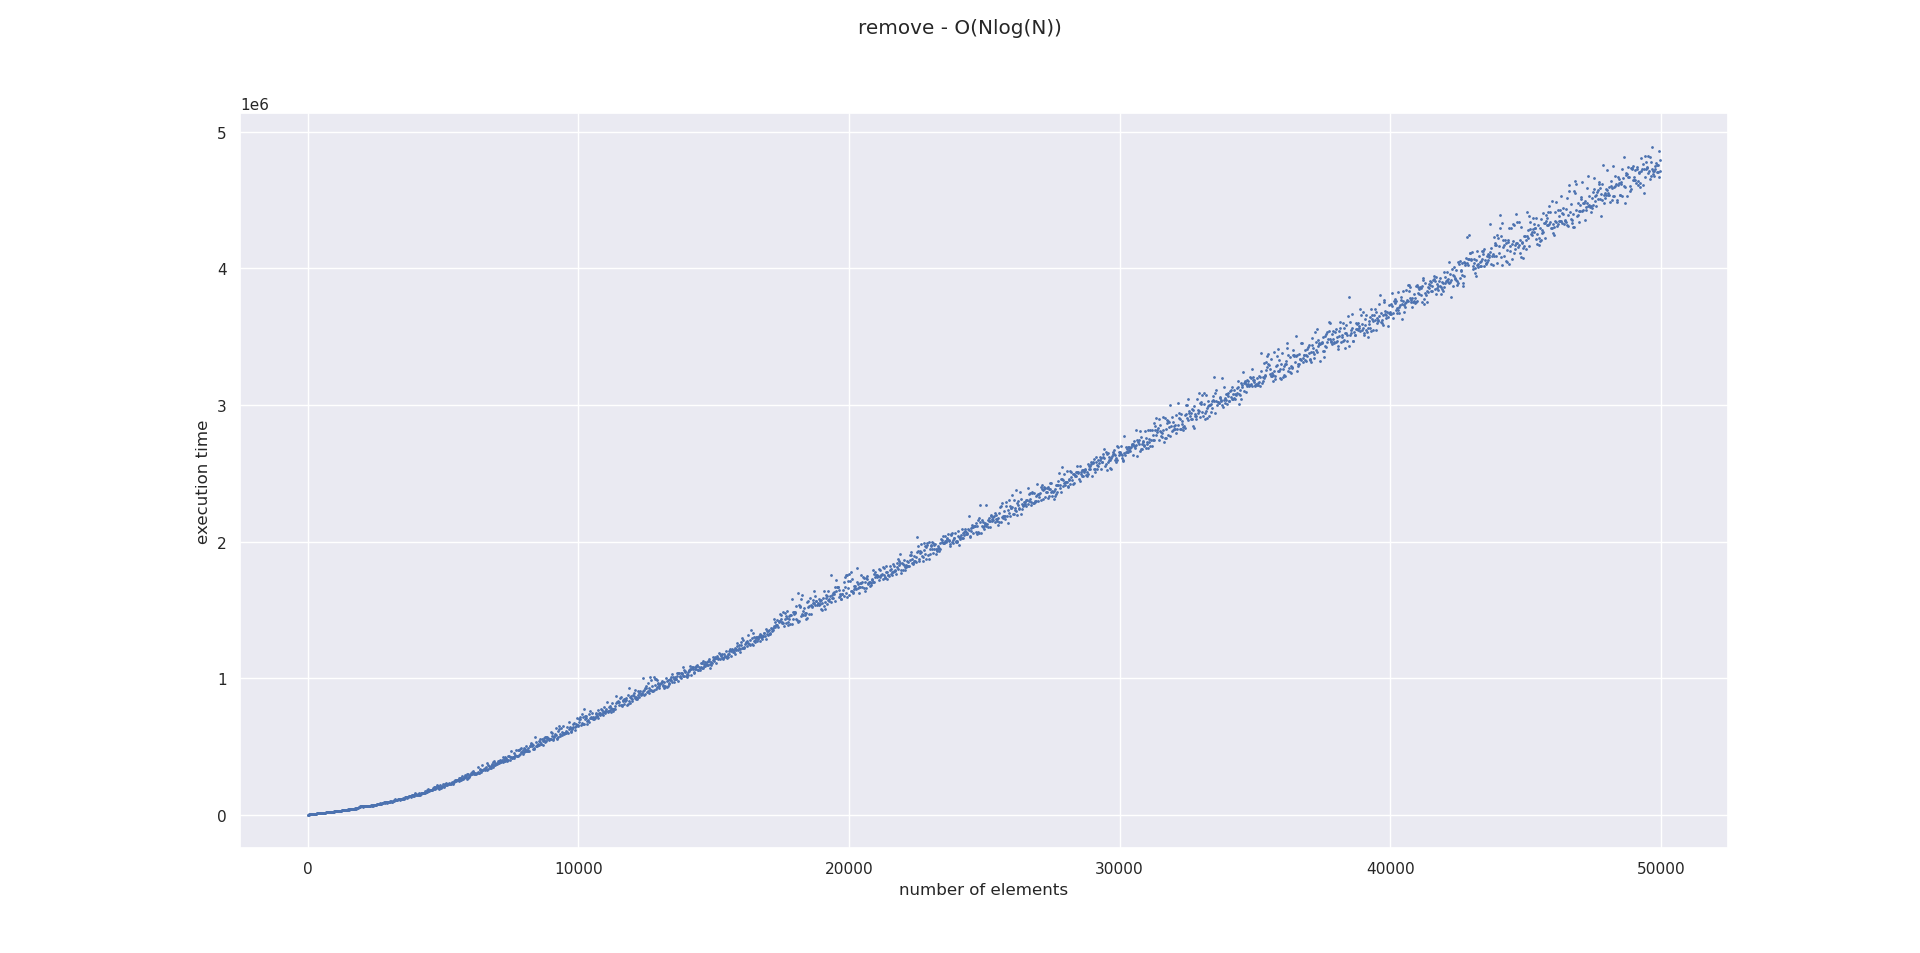 remove - O(Nlog(N))
1e6
5
4
3
2
1
0
execution time
0 10000 20000 30000 40000 50000
number of elements